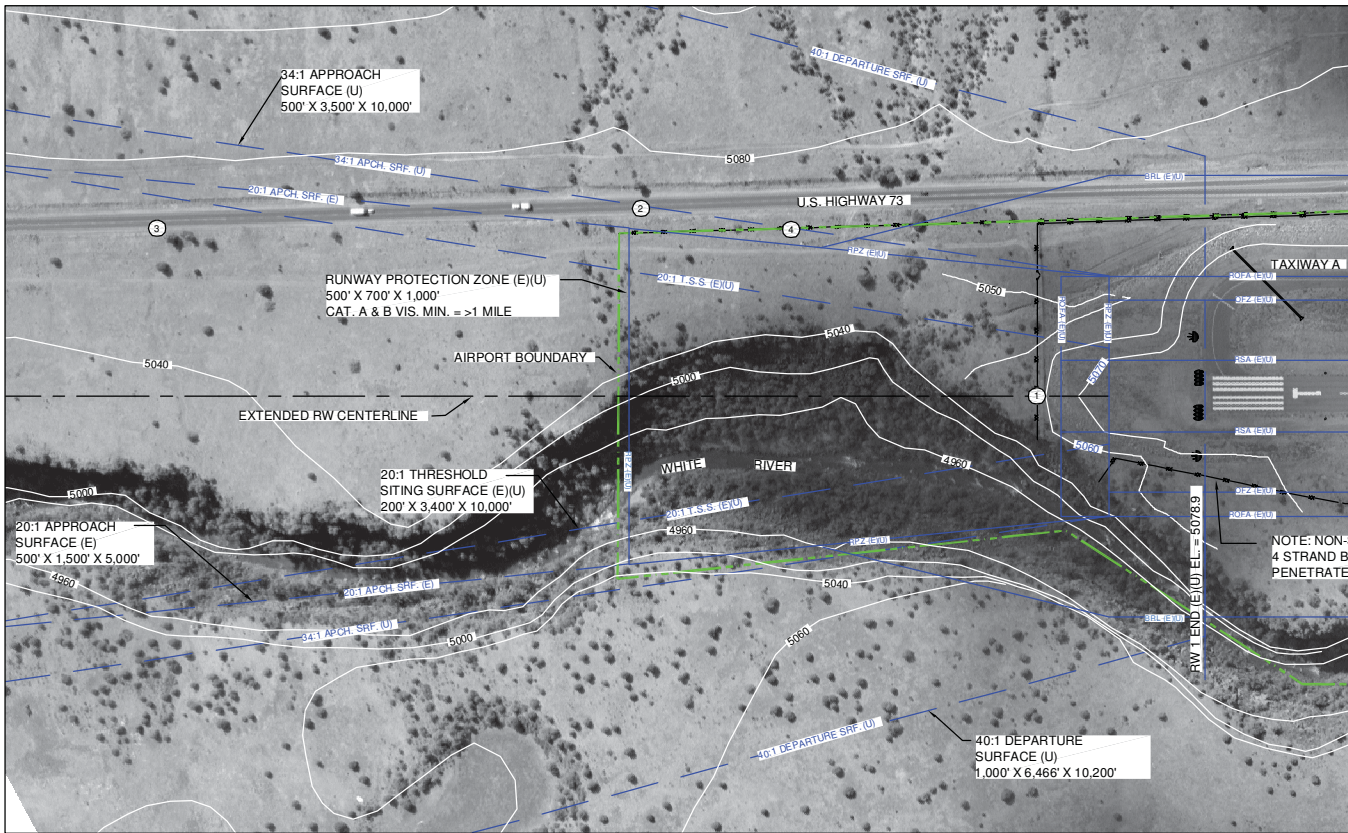 40:1 DEPARTURE SRF. (U)
34:1 APPROACH
SURFACE (U)
500' X 3,500' X 10,000'
5080
34:1 APCH. SRF. (U)
BRL (E)(U)
20:1 APCH. SRF. (E)
U.S. HIGHWAY 73
2
3
4
RPZ (E)(U)
TAXIWAY A
RUNWAY PROTECTION ZONE (E)(U)
500' X 700' X 1,000'
CAT. A & B VIS. MIN. = >1 MILE
20:1 T.S.S. (E)(U)
5050
ROFA (E)(U)
OFZ (E)(U)
ROFA (E)(U)
RPZ (E)(U)
5040
AIRPORT BOUNDARY
5040
5000
RSA (E)(U)
5070
EXTENDED RW CENTERLINE
1
RSA (E)(U)
5060
WHITE RIVER
4960
RPZ (E)(U)
20:1 THRESHOLD
SITING SURFACE (E)(U)
200' X 3,400' X 10,000'
5000
OFZ (E)(U)
20:1 T.S.S. (E)(U)
ROFA (E)(U)
20:1 APPROACH
SURFACE (E)
500' X 1,500' X 5,000'
4960
RPZ (E)(U)
NOTE: NON-
4 STRAND B
PENETRATE
4960
5040
20:1 APCH. SRF. (E)
34:1 APCH. SRF. (U)
5000
5060
BRL (E)(U)
RW 1 END (E)(U) EL. = 5078.9
40:1 DEPARTURE SRF. (U)
40:1 DEPARTURE
SURFACE (U)
1,000' X 6,466' X 10,200'